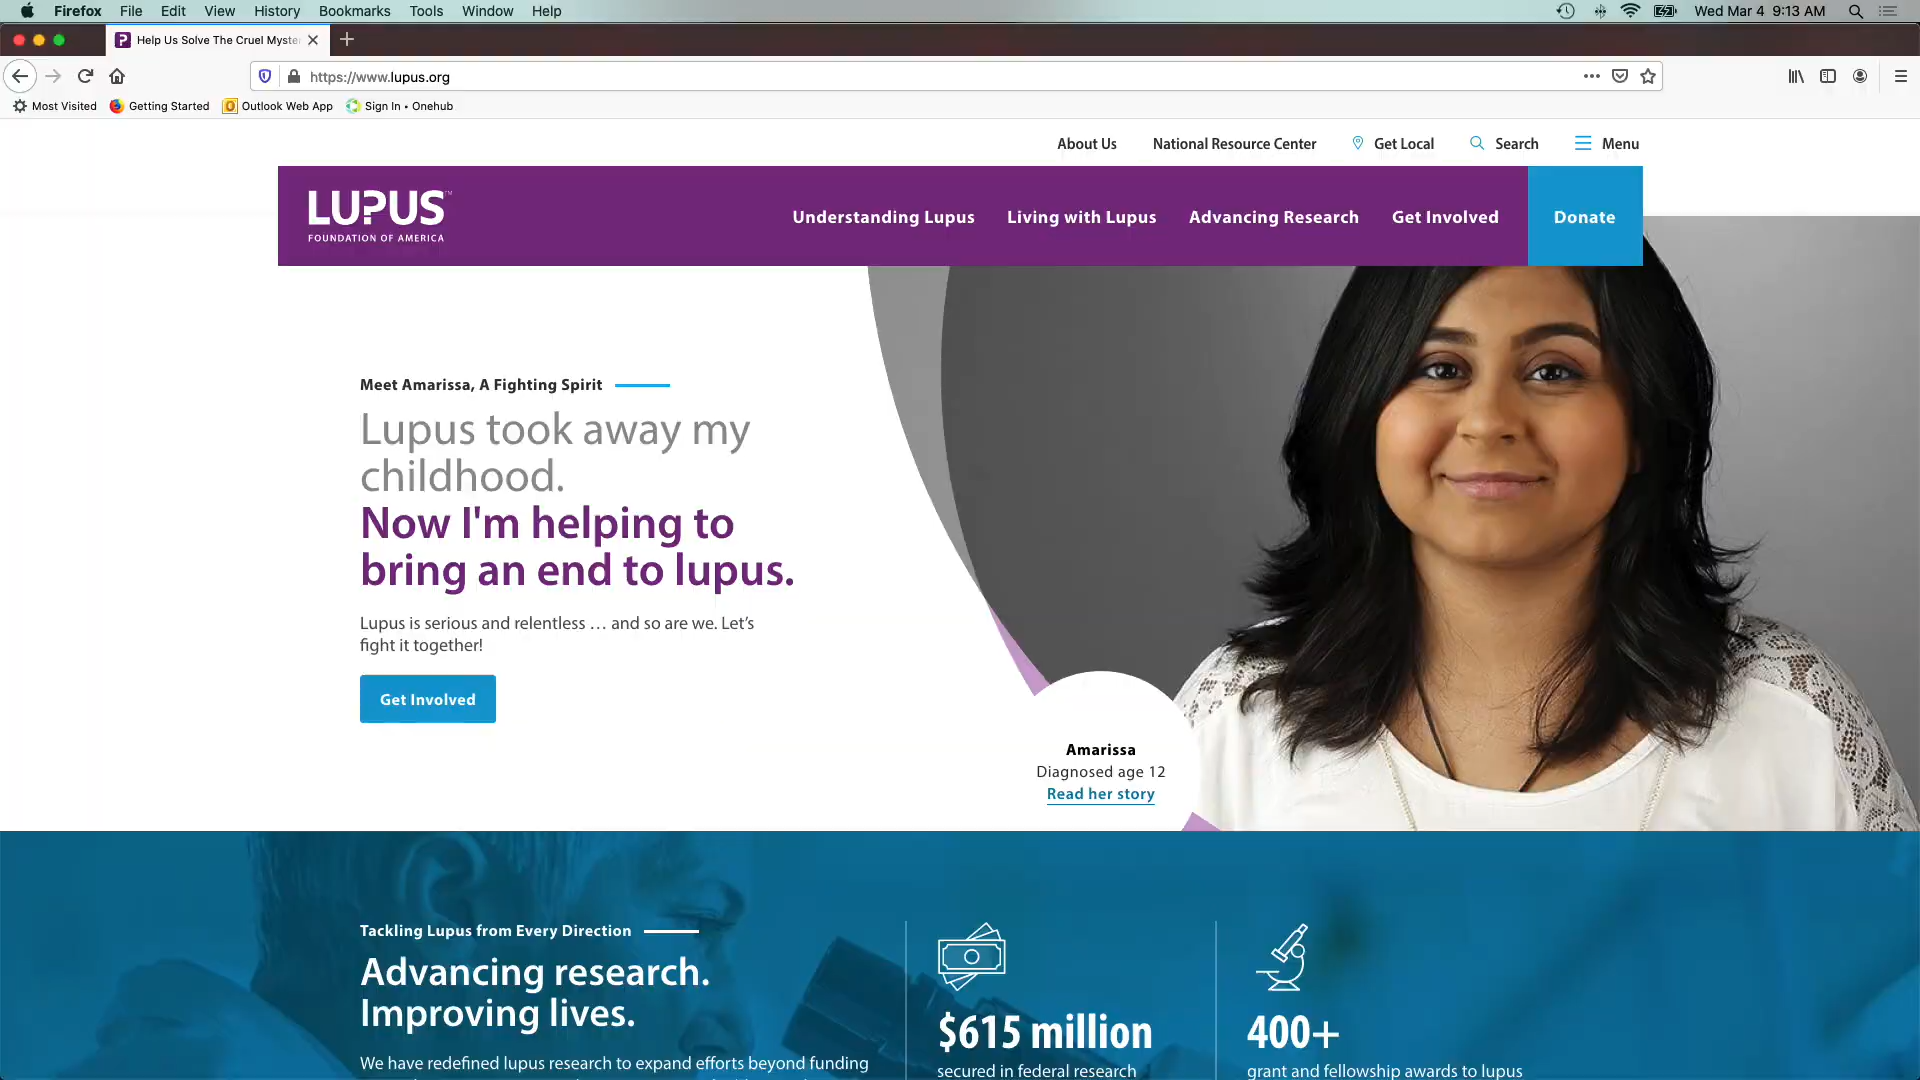 Firefox File Edit View History Bookmarks Tools Window Help Wed Mar 4 9:13 AM
Help Us Solve The Cruel Myste
https://www.lupus.org
Most Visited Getting Started Outlook Web App Sign In • Onehub
About Us National Resource Center Get Local Search Menu
LUPUS™
FOUNDATION OF AMERICA
Understanding Lupus Living with Lupus Advancing Research Get Involved Donate
Meet Amarissa, A Fighting Spirit
Lupus took away my
childhood.
Now I'm helping to
bring an end to lupus.
Lupus is serious and relentless … and so are we. Let’s
fight it together!
Get Involved
Amarissa
Diagnosed age 12
Read her story
Tackling Lupus from Every Direction
Advancing research.
Improving lives.
We have redefined lupus research to expand efforts beyond funding
$615 million
secured in federal research
400+
grant and fellowship awards to lupus